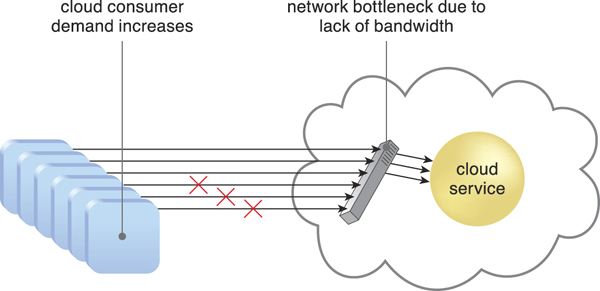 cloud consumer
demand increases
network bottleneck due to
lack of bandwidth
cloud
service